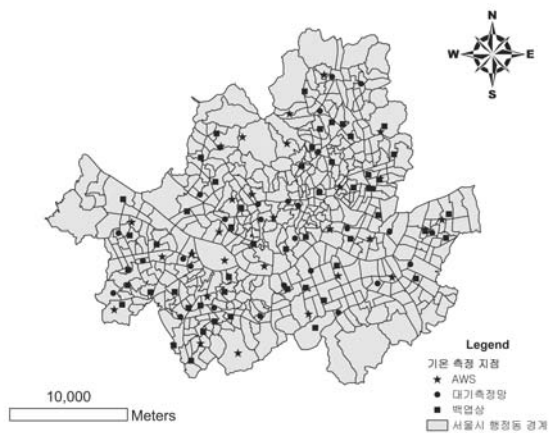 N
W E
S
Legend
기온 측정 지점
AWS
대기측정망
백엽상
서울시 행정동 경계
10,000
Meters